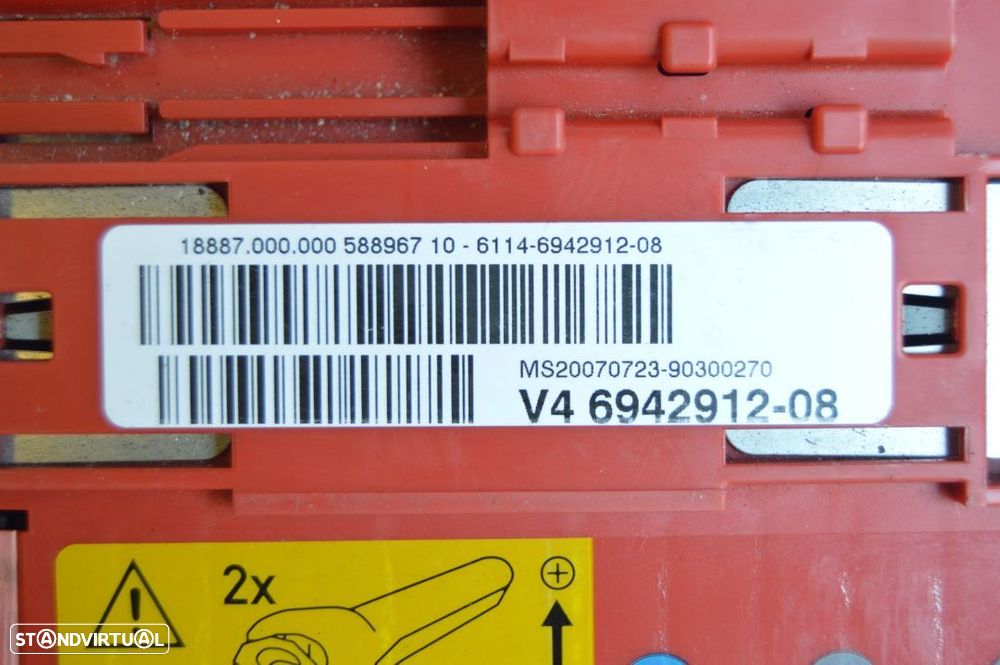 18887.000.000 588967 10 - 6114-6942912-08
MS20070723-90300270
V4 6942912-08
2x
STANDVIRTUAL